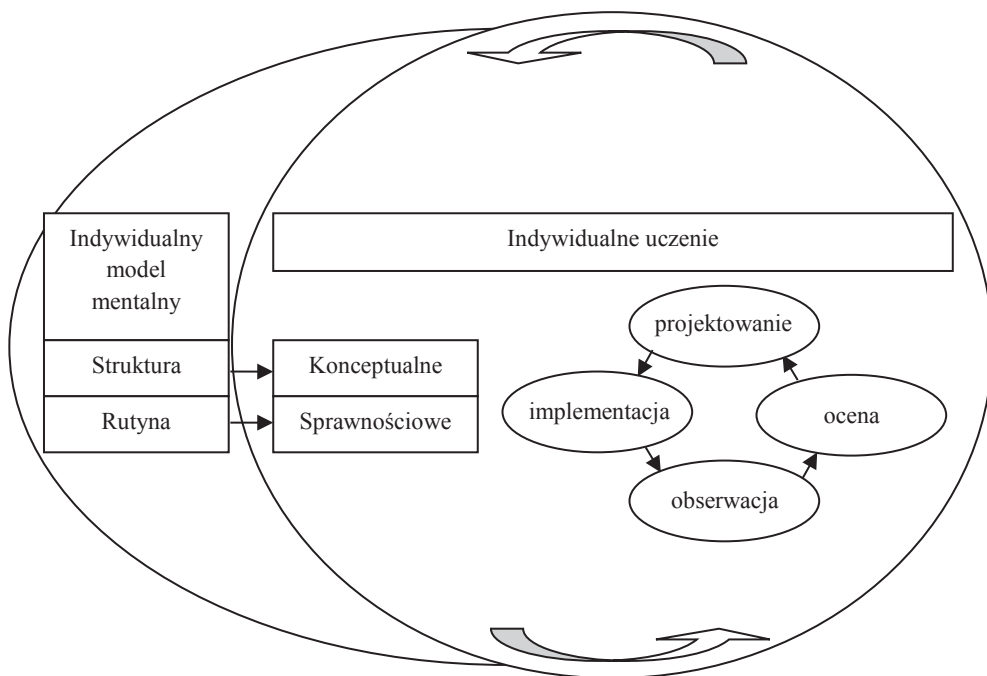 Indywidualny
model
mentalny
Struktura
Rutyna
Indywidualne uczenie
Konceptualne
Sprawnościowe
projektowanie
implementacja
ocena
obserwacja